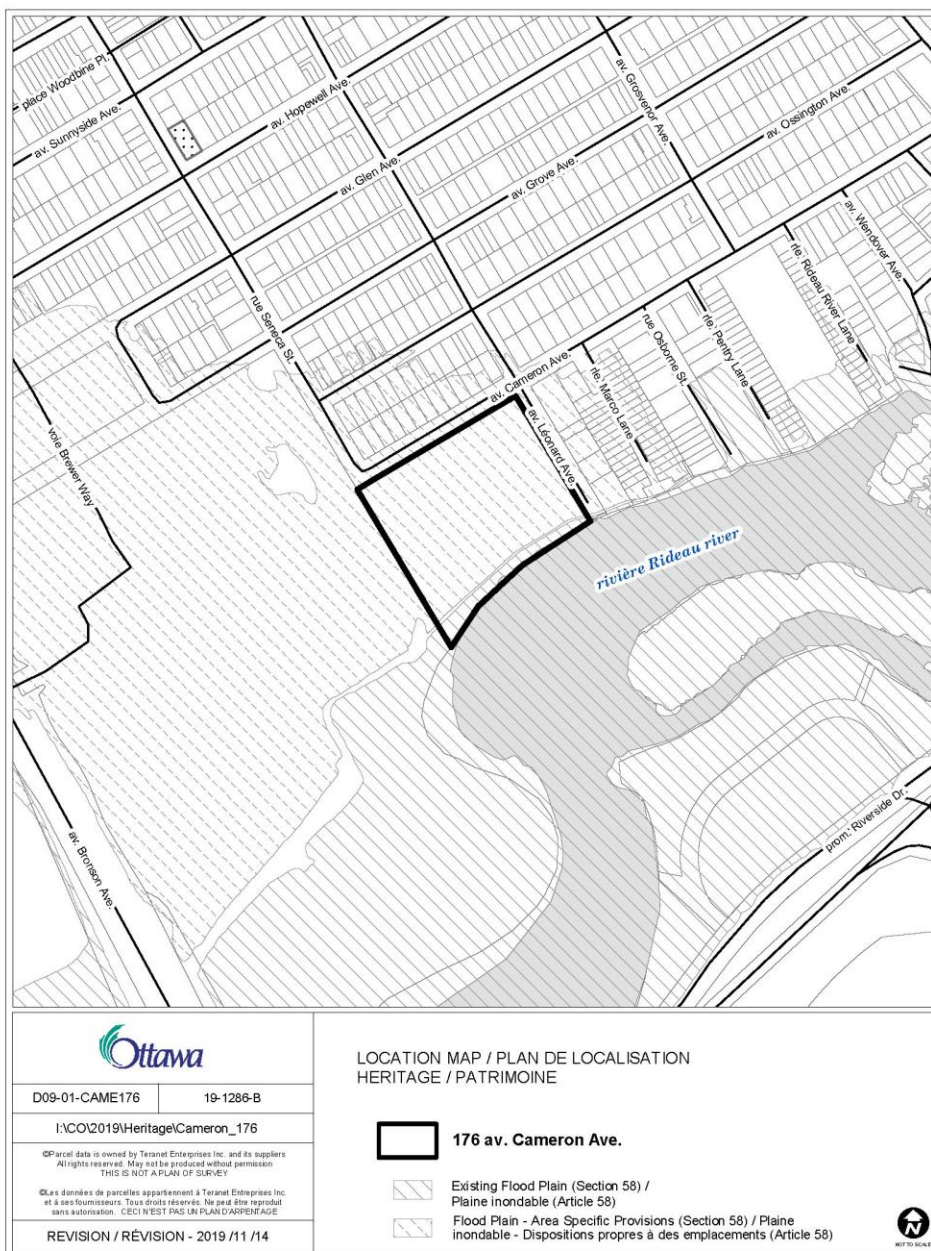 place Woodbine Pl.
av. Sunnyside Ave.
av. Hopewell Ave.
av. Glen Ave.
av. Grosvenor Ave.
av. Grove Ave.
av. Ossington Ave.
av. Wendover Ave.
rle. Rideau River Lane
rle. Pentry Lane
rue Osborne St.
rle. Marco Lane
rue Seneca St.
av. Cameron Ave.
av. Léonard Ave.
voie Brewer Way
rivière Rideau river
av. Bronson Ave.
prom. Riverside Dr.
Ottawa
D09-01-CAME176
19-1286-B
I:\CO\2019\Heritage\Cameron_176
©Parcel data is owned by Teranet Enterprises Inc. and its suppliers
All rights reserved. May not be produced without permission
THIS IS NOT A PLAN OF SURVEY
©Les données de parcelles appartiennent à Teranet Entreprises Inc.
et à ses fournisseurs. Tous droits réservés. Ne peut être reproduit
sans autorisation. CECI N'EST PAS UN PLAN D'ARPENTAGE
REVISION / RÉVISION - 2019 /11 /14
LOCATION MAP / PLAN DE LOCALISATION
HERITAGE / PATRIMOINE
176 av. Cameron Ave.
Existing Flood Plain (Section 58) /
Plaine inondable (Article 58)
Flood Plain - Area Specific Provisions (Section 58) / Plaine
inondable - Dispositions propres à des emplacements (Article 58)
N
NOT TO SCALE